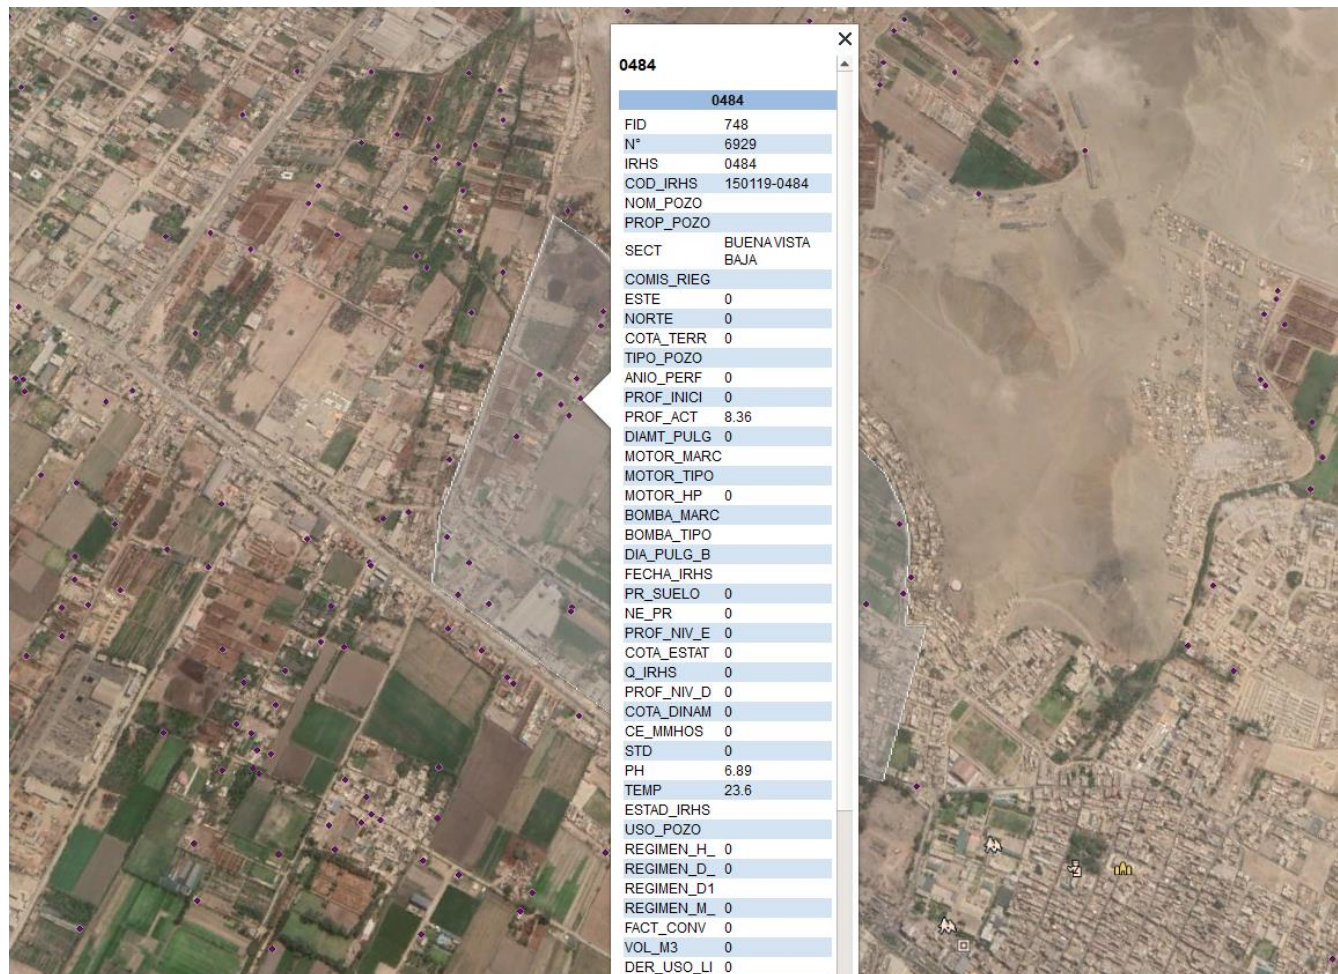 0484
0484
FID 748
N° 6929
IRHS 0484
COD_IRHS 150119-0484
NOM_POZO
PROP_POZO
SECT BUENAVISTA BAJA
COMIS_RIEG
ESTE 0
NORTE 0
COTA_TERR 0
TIPO_POZO
ANIO_PERF 0
PROF_INICI 0
PROF_ACT 8.36
DIAMT_PULG 0
MOTOR_MARC
MOTOR_TIPO
MOTOR_HP 0
BOMBA_MARC
BOMBA_TIPO
DIA_PULG_B
FECHA_IRHS
PR_SUELO 0
NE_PR 0
PROF_NIV_E 0
COTA_ESTAT 0
Q_IRHS 0
PROF_NIV_D 0
COTA_DINAM 0
CE_MMHOS 0
STD 0
PH 6.89
TEMP 23.6
ESTAD_IRHS
USO_POZO
REGIMEN_H_ 0
REGIMEN_D_ 0
REGIMEN_D1
REGIMEN_M_ 0
FACT_CONV 0
VOL_M3 0
DER_USO_LI 0